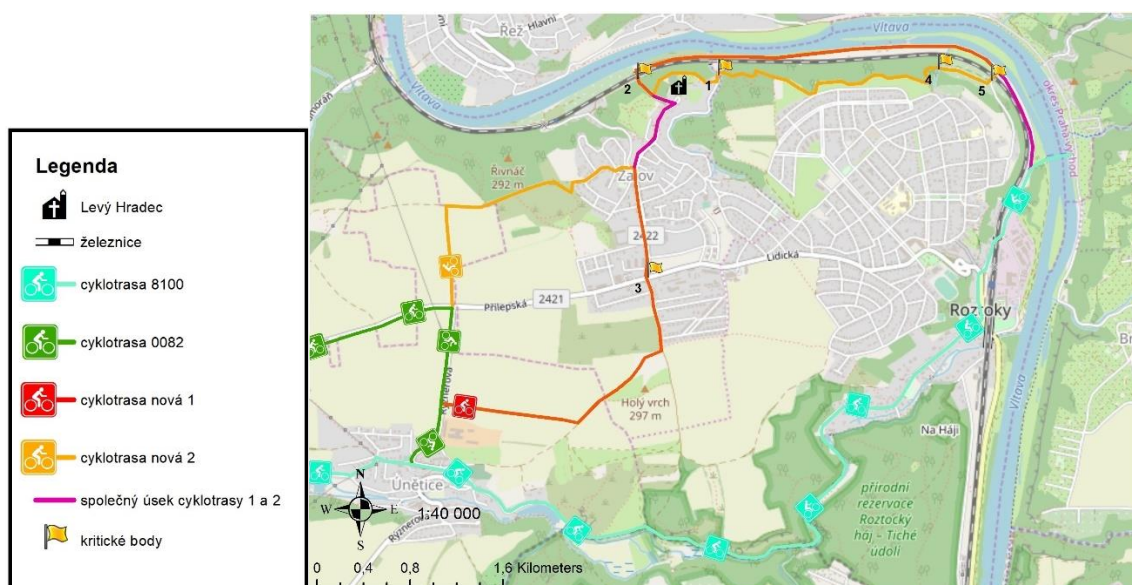 Legenda
Levý Hradec
železnice
cyklotrasa 8100
cyklotrasa 0082
cyklotrasa nová 1
cyklotrasa nová 2
společný úsek cyklotrasy 1 a 2
kritické body
Hlavní
Řež
Vltava
Vltava
2
1
4
5
okres Praha-východ
Řivnáč
292 m
Žalov
2422
Lidická
3
Přílepská
2421
Roztoky
Rýznerová
Holý vrch
297 m
Vltava
Na Háji
Únětice
N
W
E
S
1:40 000
přírodní
rezervace
Roztocký
háj - Tiché
údolí
0
0,4
0,8
1,6 Kilometers